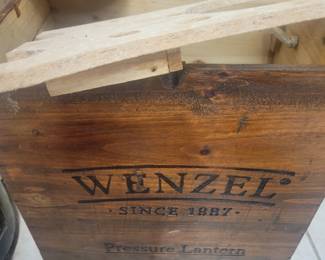 WENZEL®
· SINCE 1887 ·
Pressure Lantern